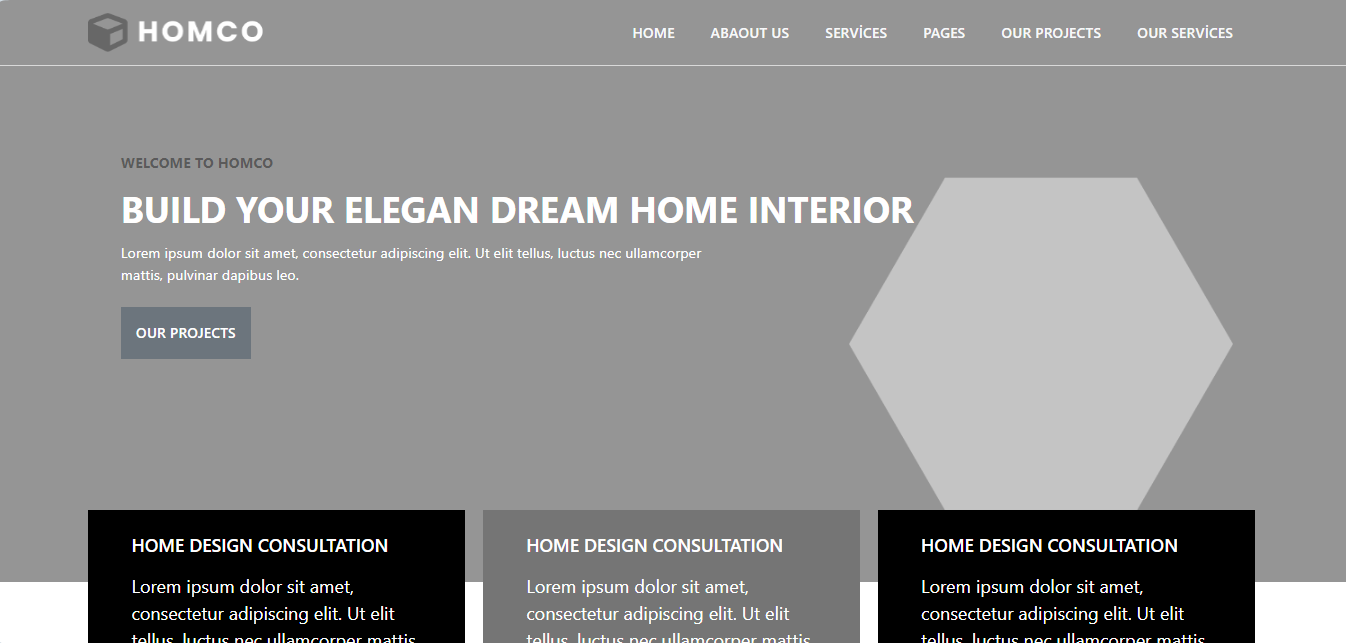 HOMCO
HOME ABAOUT US SERVİCES PAGES OUR PROJECTS OUR SERVİCES
WELCOME TO HOMCO
BUILD YOUR ELEGAN DREAM HOME INTERIOR
Lorem ipsum dolor sit amet, consectetur adipiscing elit. Ut elit tellus, luctus nec ullamcorper
mattis, pulvinar dapibus leo.
OUR PROJECTS
HOME DESIGN CONSULTATION
Lorem ipsum dolor sit amet,
consectetur adipiscing elit. Ut elit
tellus, luctus nec ullamcorper mattis
HOME DESIGN CONSULTATION
Lorem ipsum dolor sit amet,
consectetur adipiscing elit. Ut elit
tellus, luctus nec ullamcorper mattis
HOME DESIGN CONSULTATION
Lorem ipsum dolor sit amet,
consectetur adipiscing elit. Ut elit
tellus, luctus nec ullamcorper mattis